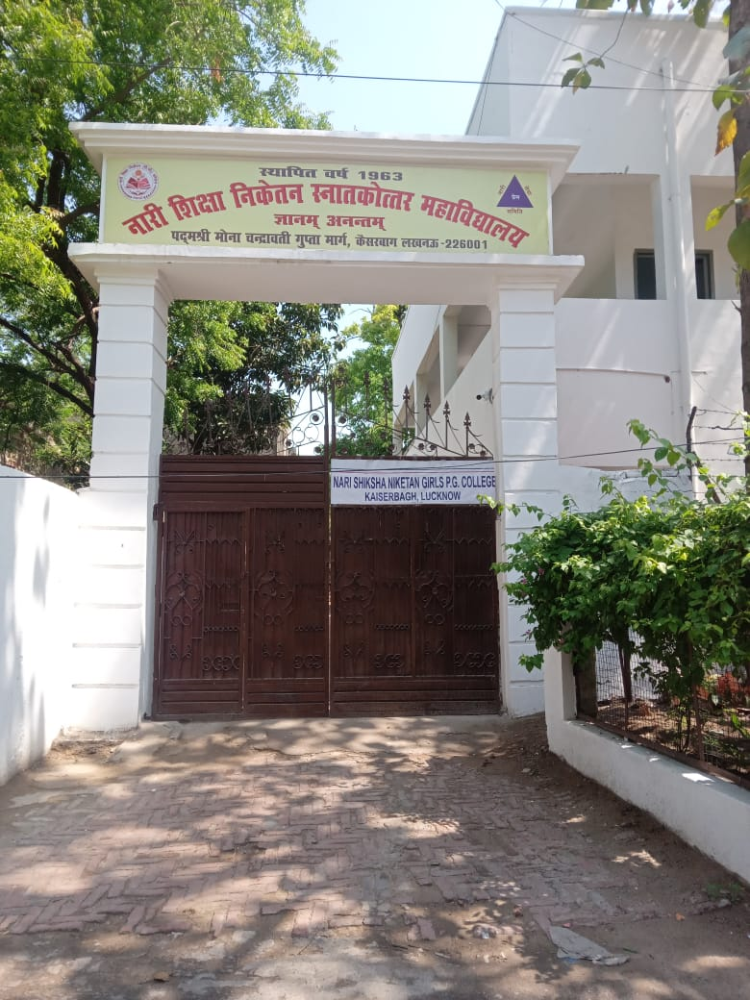 स्थापित वर्ष 1963
नारी शिक्षा निकेतन स्नातकोत्तर महाविद्यालय
ज्ञानम् अनन्तम्
पद्मश्री मोना चन्द्रावती गुप्ता मार्ग, कैसरबाग लखनऊ-226001
प्रेम
समिति
NARI SHIKSHA NIKETAN GIRLS P.G. COLLEGE
KAISERBAGH, LUCKNOW